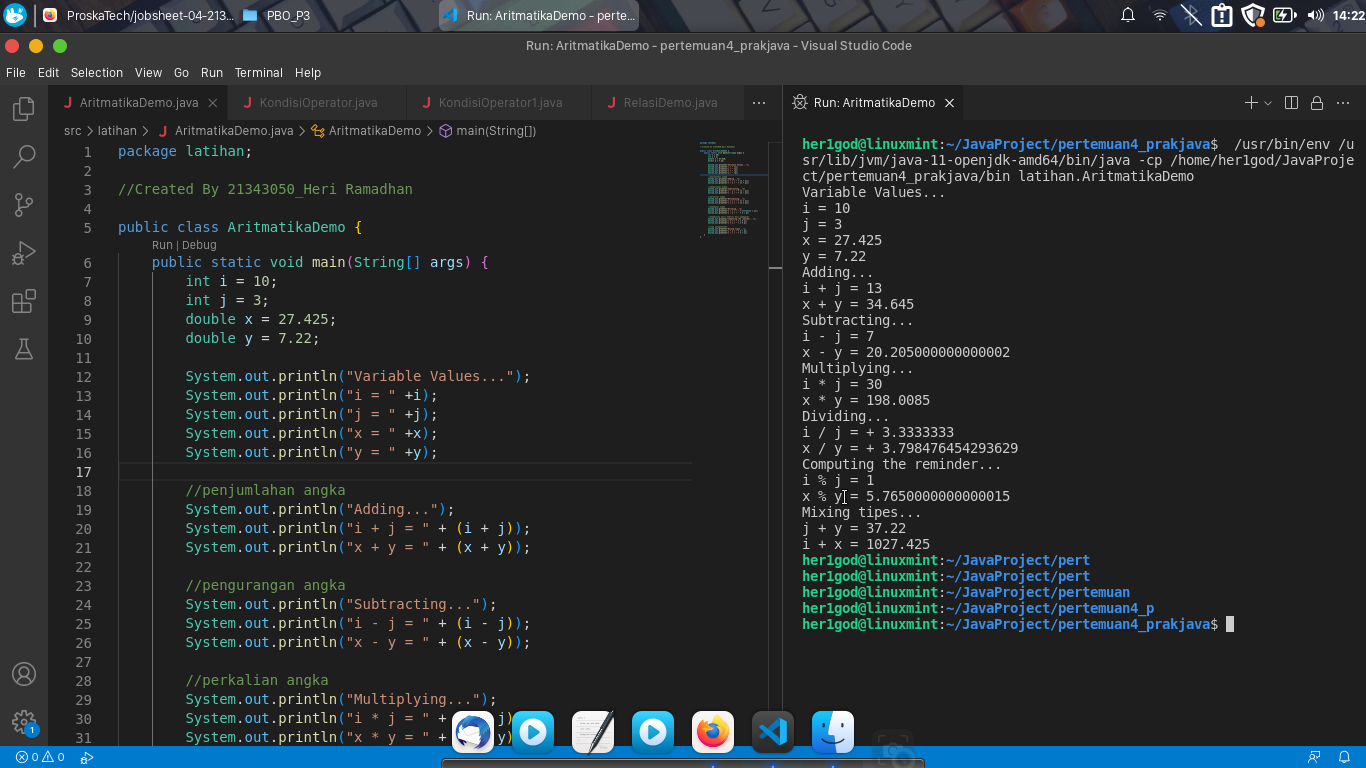 ProskaTech/jobsheet-04-213...
PBO_P3
Run: AritmatikaDemo - perte...
14:22
Run: AritmatikaDemo - pertemuan4_prakjava - Visual Studio Code
File Edit Selection View Go Run Terminal Help
AritmatikaDemo.java
KondisiOperator.java
KondisiOperator1.java
RelasiDemo.java
src > latihan > AritmatikaDemo.java > AritmatikaDemo > main(String[])
1 package latihan;
2
3 //Created By 21343050_Heri Ramadhan
4
5 public class AritmatikaDemo {
Run | Debug
6 public static void main(String[] args) {
7 int i = 10;
8 int j = 3;
9 double x = 27.425;
10 double y = 7.22;
11
12 System.out.println("Variable Values...");
13 System.out.println("i = " +i);
14 System.out.println("j = " +j);
15 System.out.println("x = " +x);
16 System.out.println("y = " +y);
17
18 //penjumlahan angka
19 System.out.println("Adding...");
20 System.out.println("i + j = " + (i + j));
21 System.out.println("x + y = " + (x + y));
22
23 //pengurangan angka
24 System.out.println("Subtracting...");
25 System.out.println("i - j = " + (i - j));
26 System.out.println("x - y = " + (x - y));
27
28 //perkalian angka
29 System.out.println("Multiplying...");
30 System.out.println("i * j = " + j)
31 System.out.println("x * y = " + y)
Run: AritmatikaDemo
her1god@linuxmint:~/JavaProject/pertemuan4_prakjava$ /usr/bin/env /u
sr/lib/jvm/java-11-openjdk-amd64/bin/java -cp /home/her1god/JavaProje
ct/pertemuan4_prakjava/bin latihan.AritmatikaDemo
Variable Values...
i = 10
j = 3
x = 27.425
y = 7.22
Adding...
i + j = 13
x + y = 34.645
Subtracting...
i - j = 7
x - y = 20.205000000000002
Multiplying...
i * j = 30
x * y = 198.0085
Dividing...
i / j = + 3.3333333
x / y = + 3.798476454293629
Computing the reminder...
i % j = 1
x % y = 5.7650000000000015
Mixing tipes...
j + y = 37.22
i + x = 1027.425
her1god@linuxmint:~/JavaProject/pert
her1god@linuxmint:~/JavaProject/pert
her1god@linuxmint:~/JavaProject/pertemuan
her1god@linuxmint:~/JavaProject/pertemuan4_p
her1god@linuxmint:~/JavaProject/pertemuan4_prakjava$
1
0 0